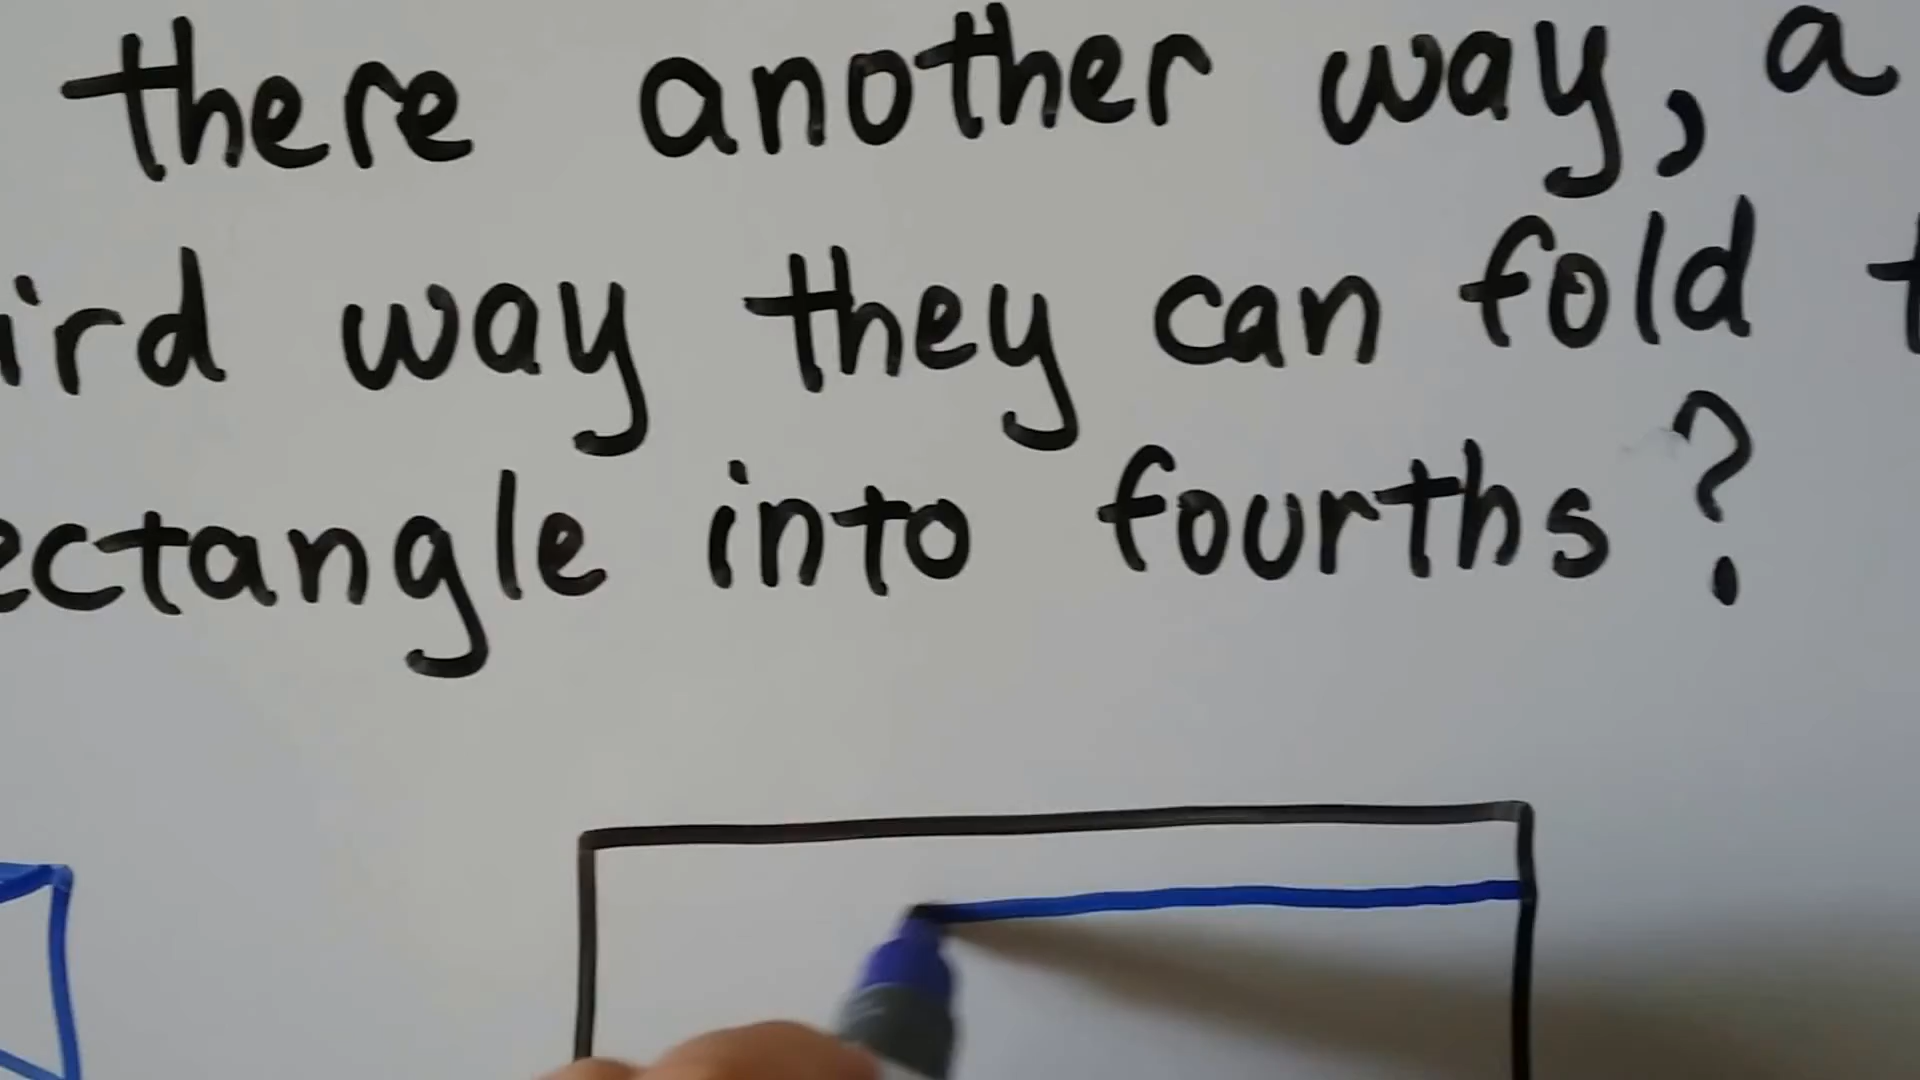 there another way, a
ird way they can fold t
ectangle into fourths?